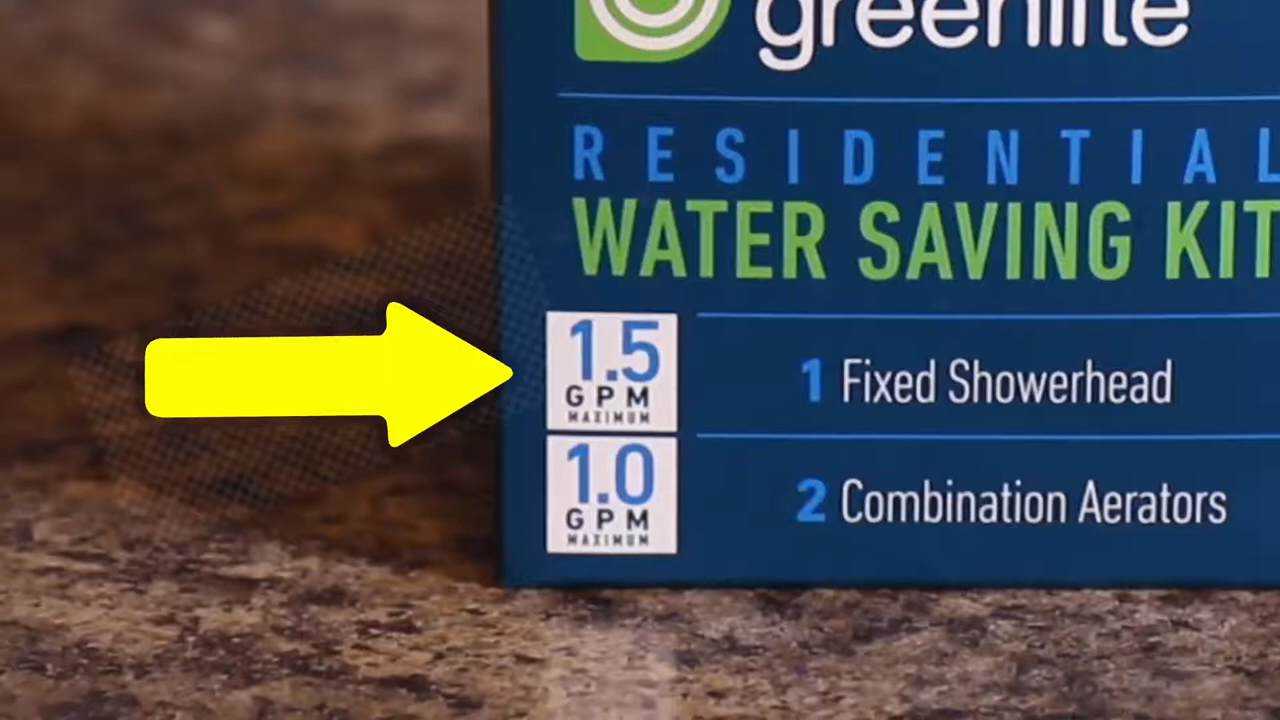 greenlite
RESIDENTIAL
WATER SAVING KIT
1.5
GPM
MAXIMUM
1 Fixed Showerhead
1.0
GPM
MAXIMUM
2 Combination Aerators